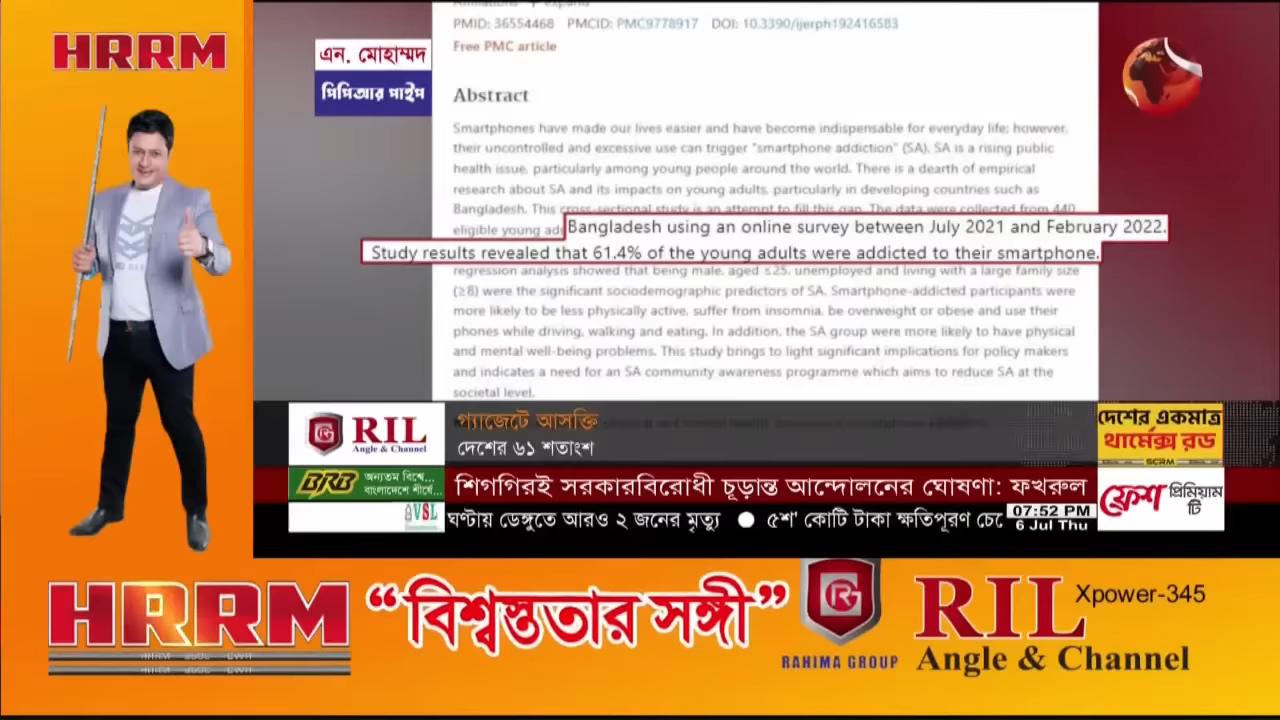 HRRM
এন. মোহাম্মদ
পিপিআর পাইপ
PMID: 36554468 PMCID: PMC9778917 DOI: 10.3390/ijerph192416583
Free PMC article
Abstract
Smartphones have made our lives easier and have become indispensable for everyday life; however,
their uncontrolled and excessive use can trigger "smartphone addiction" (SA). SA is a rising public
health issue, particularly among young people around the world. There is a dearth of empirical
research about SA and its impacts on young adults, particularly in developing countries such as
Bangladesh. This cross-sectional study is an attempt to fill this gap. The data were collected from 440
eligible young
Bangladesh using an online survey between July 2021 and February 2022.
Study results revealed that 61.4% of the young adults were addicted to their smartphone.
regression analysis showed that being male, aged ≤25, unemployed and living with a large family size
(≥8) were the significant sociodemographic predictors of SA. Smartphone-addicted participants were
more likely to be less physically active, suffer from insomnia, be overweight or obese and use their
phones while driving, walking and eating. In addition, the SA group were more likely to have physical
and mental well-being problems. This study brings to light significant implications for policy makers
and indicates a need for an SA community awareness programme which aims to reduce SA at the
societal level.
RIL
Angle & Channel
গ্যাজেটে আসক্তি
দেশের ৬১ শতাংশ
দেশের একমাত্র
থার্মেক্স রড
SCRM
BRB
অন্যতম বিশ্বে...
বাংলাদেশে শীর্ষে...
শিগগিরই সরকারবিরোধী চূড়ান্ত আন্দোলনের ঘোষণা: ফখরুল
ফ্রেশ প্রিমিয়াম
টি
VSL
ঘণ্টায় ডেঙ্গুতে আরও ২ জনের মৃত্যু ● ৫শ' কোটি টাকা ক্ষতিপূরণ চেয়ে
07:52 PM
6 Jul Thu
HRRM
“বিশ্বস্ততার সঙ্গী”
RAHIMA GROUP
RIL Xpower-345
Angle & Channel